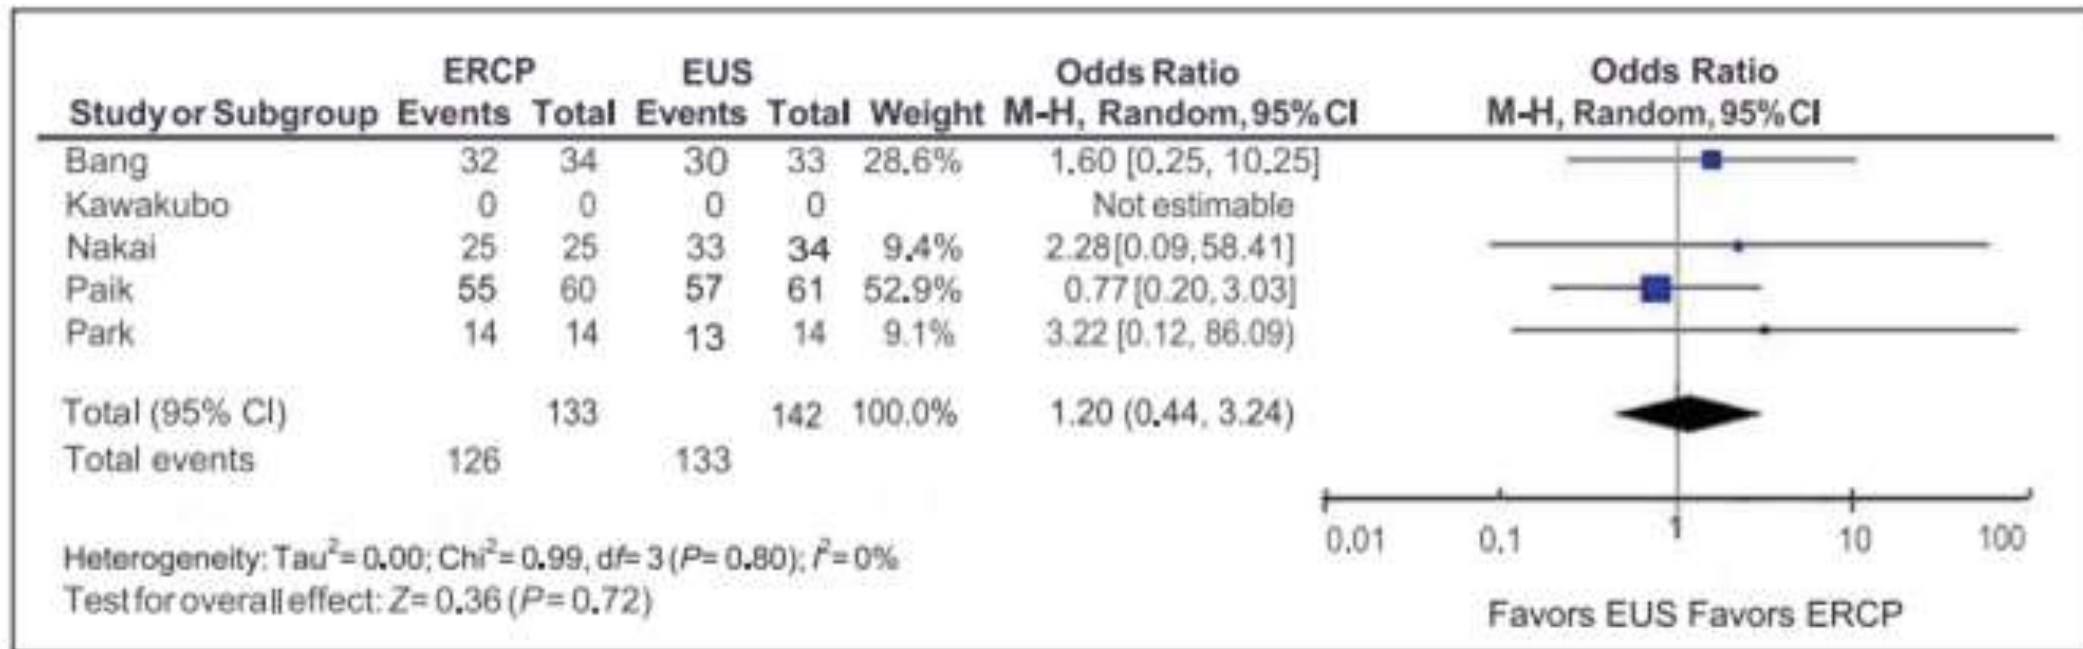 ERCP EUS Odds Ratio Odds Ratio
Study or Subgroup Events Total Events Total Weight M-H, Random, 95% CI M-H, Random, 95% CI
Bang 32 34 30 33 28.6% 1.60 [0.25, 10.25]
Kawakubo 0 0 0 0 Not estimable
Nakai 25 25 33 34 9.4% 2.28 [0.09, 58.41]
Paik 55 60 57 61 52.9% 0.77 [0.20, 3.03]
Park 14 14 13 14 9.1% 3.22 [0.12, 86.09)
Total (95% CI) 133 142 100.0% 1.20 (0.44, 3.24)
Total events 126 133
0.01 0.1 1 10 100
Heterogeneity: Tau²= 0.00; Chi²= 0.99, df= 3 (P= 0.80); I²= 0%
Test for overall effect: Z= 0.36 (P= 0.72)
Favors EUS Favors ERCP